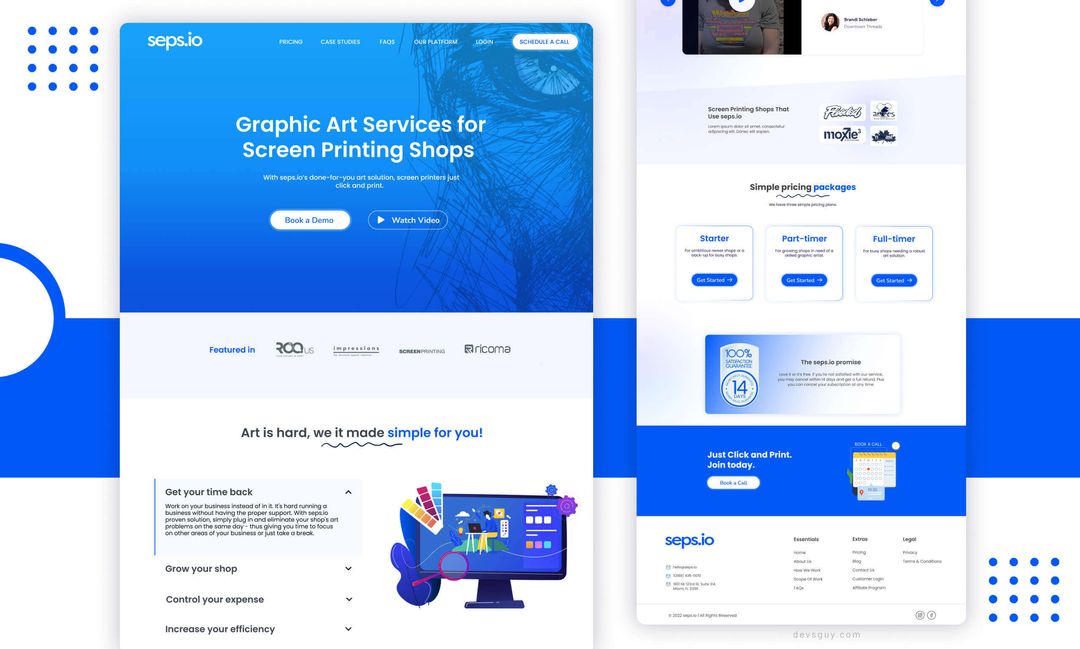 seps.io
PRICING
CASE STUDIES
FAQS
OUR PLATFORM
LOGIN
SCHEDULE A CALL
Graphic Art Services for
Screen Printing Shops
With seps.io's done-for-you art solution, screen printers just
click and print.
Book a Demo
Watch Video
Featured in
ROQ US
impressions
SCREENPRINTING
ricoma
Art is hard, we it made simple for you!
Get your time back
Work on your business instead of in it. It's hard running a
business without having the proper support. With seps.io
proven solution, simply plug in and eliminate your shop's art
problems on the same day - thus giving you time to focus
on other areas of your business or just take a break.
Grow your shop
Control your expense
Increase your efficiency
Brandi Schieber
Downtown Threads
Screen Printing Shops That
Use seps.io
Lorem ipsum dolor sit amet, consectetur
adipiscing elit. Donec elit sapien.
moxie3
Simple pricing packages
We have three simple pricing plans.
Starter
For ambitious newer shops or a
back-up for busy shops.
Get Started
Part-timer
For growing shops in need of a
skilled graphic artist.
Get Started
Full-timer
For busy shops needing a robust
art solution.
Get Started
100%
SATISFACTION
GUARANTEE
14
DAYS
The seps.io promise
Love it or it's free. If you're not satisfied with our service,
you may cancel within 14 days and get a full refund. Plus
you can cancel your subscription at any time.
Just Click and Print.
Join today.
Book a Call
BOOK A CALL
seps.io
hello@seps.io
Essentials
Home
About Us
How We Work
Scope Of Work
FAQs
Extras
Pricing
Blog
Contact Us
Customer Login
Affiliate Program
Legal
Privacy
Terms & Conditions
© 2022 seps.io | All Rights Reserved
devsguy.com